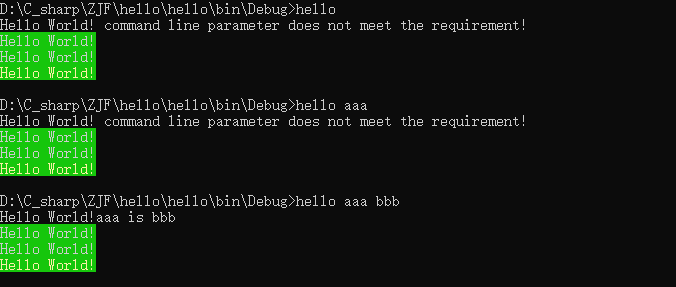 D:\C_sharp\ZJF\hello\hello\bin\Debug>hello
Hello World! command line parameter does not meet the requirement!
Hello World!
Hello World!
Hello World!
D:\C_sharp\ZJF\hello\hello\bin\Debug>hello aaa
Hello World! command line parameter does not meet the requirement!
Hello World!
Hello World!
Hello World!
D:\C_sharp\ZJF\hello\hello\bin\Debug>hello aaa bbb
Hello World!aaa is bbb
Hello World!
Hello World!
Hello World!